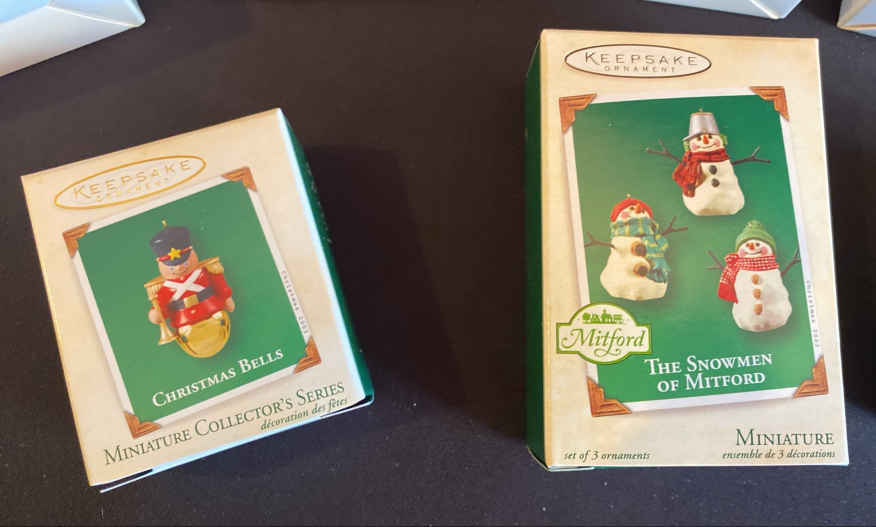 KEEPSAKE
ORNAMENT
CHRISTMAS BELLS
MINIATURE COLLECTOR'S SERIES
décoration des fêtes
KEEPSAKE
ORNAMENT
Mitford
THE SNOWMEN
OF MITFORD
MINIATURE
set of 3 ornaments
ensemble de 3 décorations